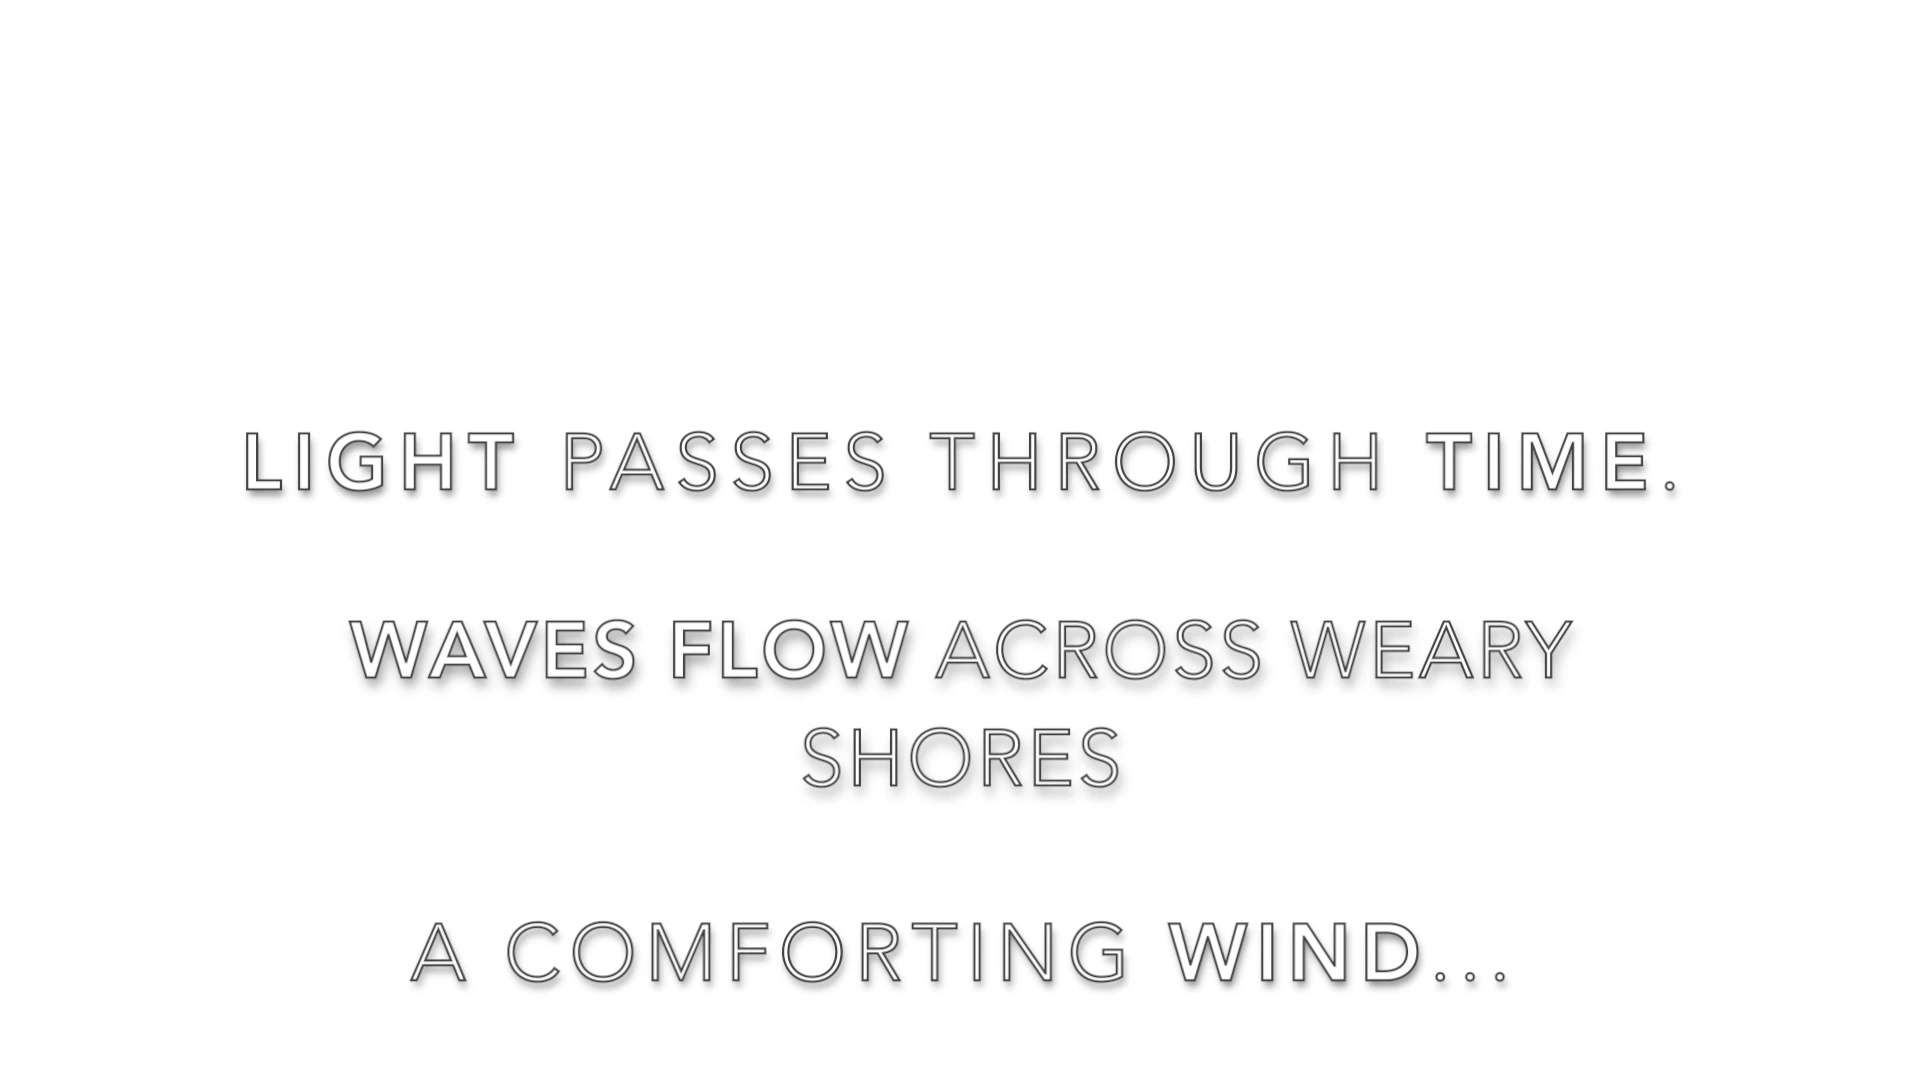 LIGHT PASSES THROUGH TIME.
WAVES FLOW ACROSS WEARY
SHORES
A COMFORTING WIND...